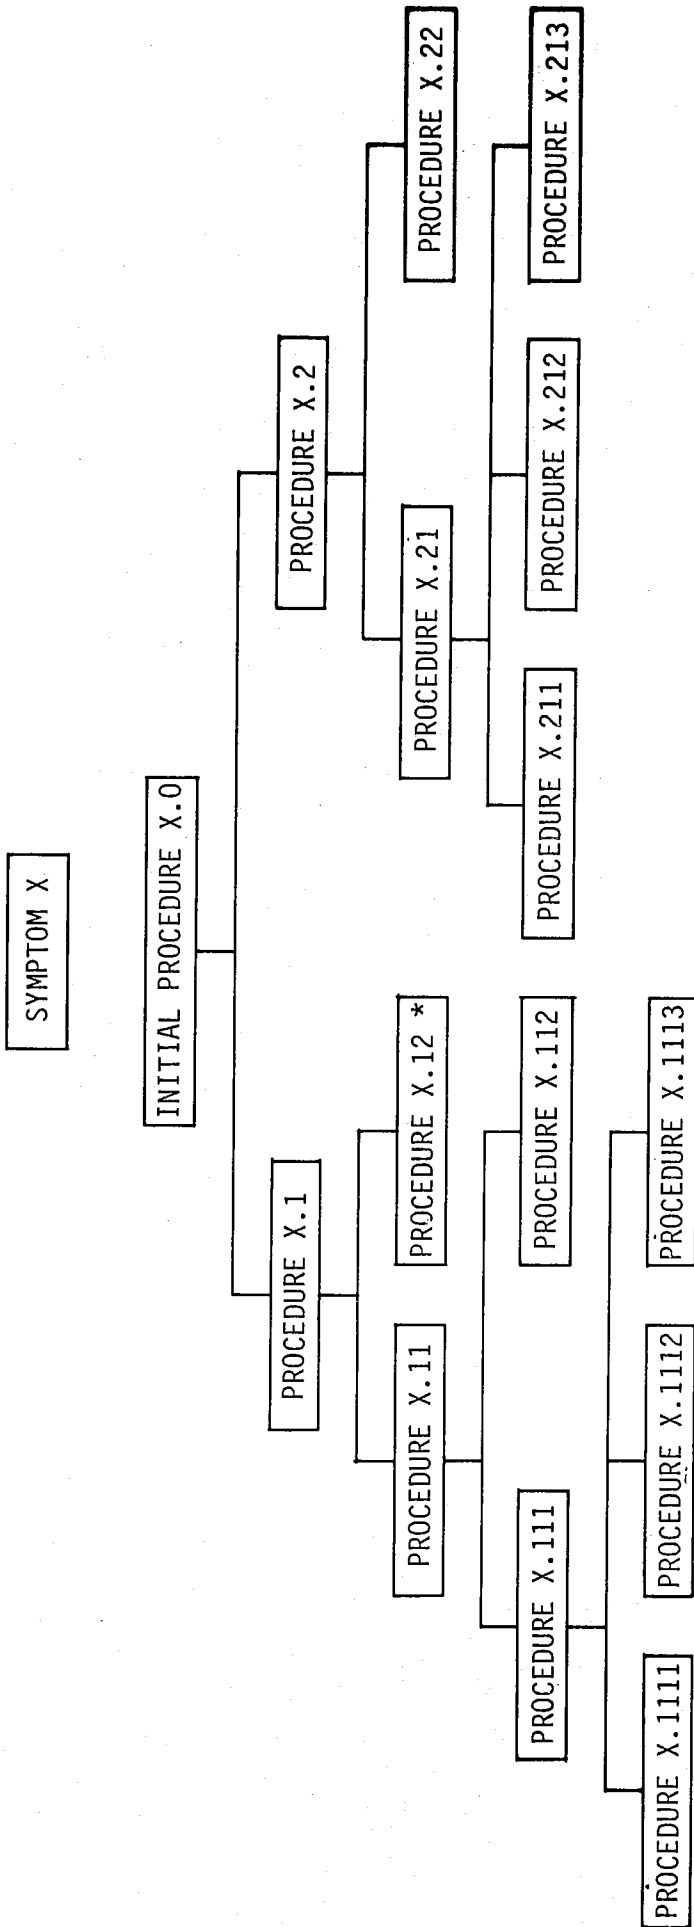 SYMPTOM X
INITIAL PROCEDURE X.0
PROCEDURE X.1
PROCEDURE X.2
PROCEDURE X.11
PROCEDURE X.12 *
PROCEDURE X.21
PROCEDURE X.22
PROCEDURE X.111
PROCEDURE X.112
PROCEDURE X.211
PROCEDURE X.212
PROCEDURE X.213
PROCEDURE X.1111
PROCEDURE X.1112
PROCEDURE X.1113